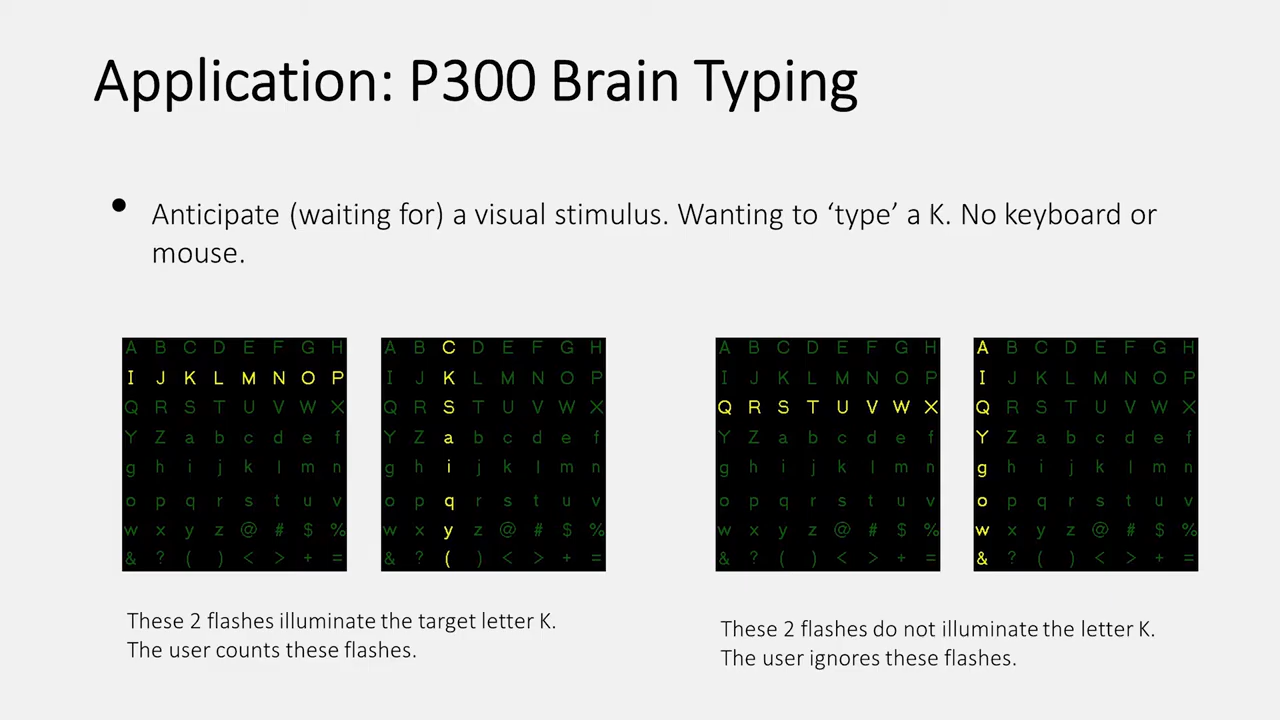 Application: P300 Brain Typing
• Anticipate (waiting for) a visual stimulus. Wanting to ‘type’ a K. No keyboard or
mouse.
A B C D E F G H
I J K L M N O P
Q R S T U V W X
Y Z a b c d e f
g h i j k l m n
o p q r s t u v
w x y z @ # $ %
& ? ( ) < > + =
A B C D E F G H
I J K L M N O P
Q R S T U V W X
Y Z a b c d e f
g h i j k l m n
o p q r s t u v
w x y z @ # $ %
& ? ( ) < > + =
These 2 flashes illuminate the target letter K.
The user counts these flashes.
A B C D E F G H
I J K L M N O P
Q R S T U V W X
Y Z a b c d e f
g h i j k l m n
o p q r s t u v
w x y z @ # $ %
& ? ( ) < > + =
A B C D E F G H
I J K L M N O P
Q R S T U V W X
Y Z a b c d e f
g h i j k l m n
o p q r s t u v
w x y z @ # $ %
& ? ( ) < > + =
These 2 flashes do not illuminate the letter K.
The user ignores these flashes.